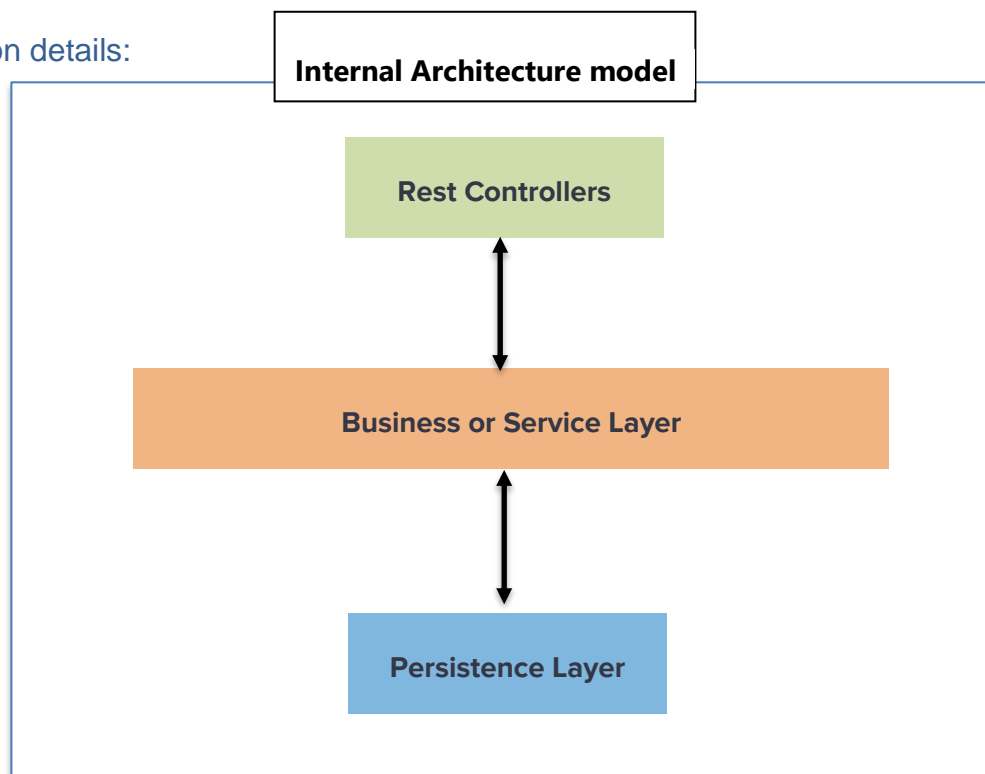 on details:
Internal Architecture model
Rest Controllers
Business or Service Layer
Persistence Layer